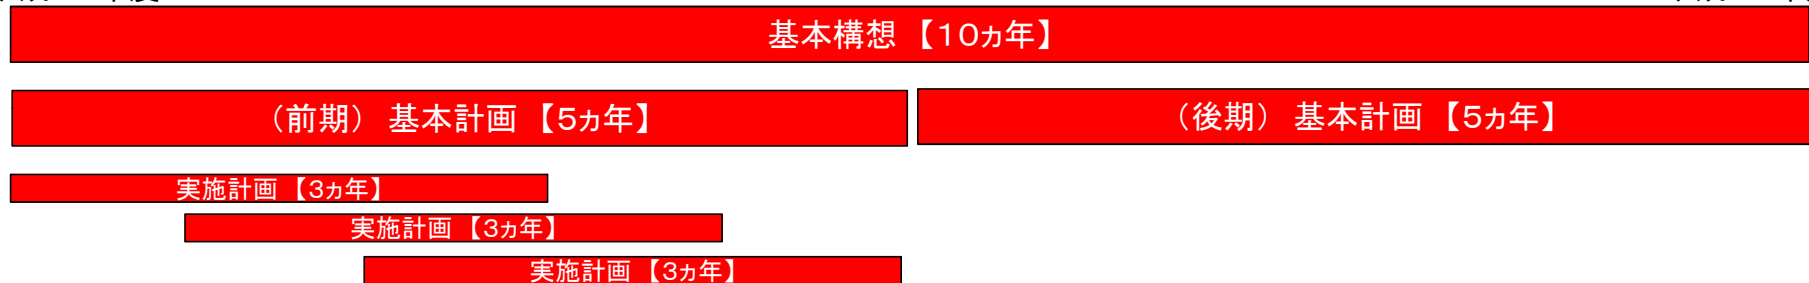 基本構想 【10ヵ年】
（前期） 基本計画 【5ヵ年】
（後期） 基本計画 【5ヵ年】
実施計画 【3ヵ年】
実施計画 【3ヵ年】
実施計画 【3ヵ年】